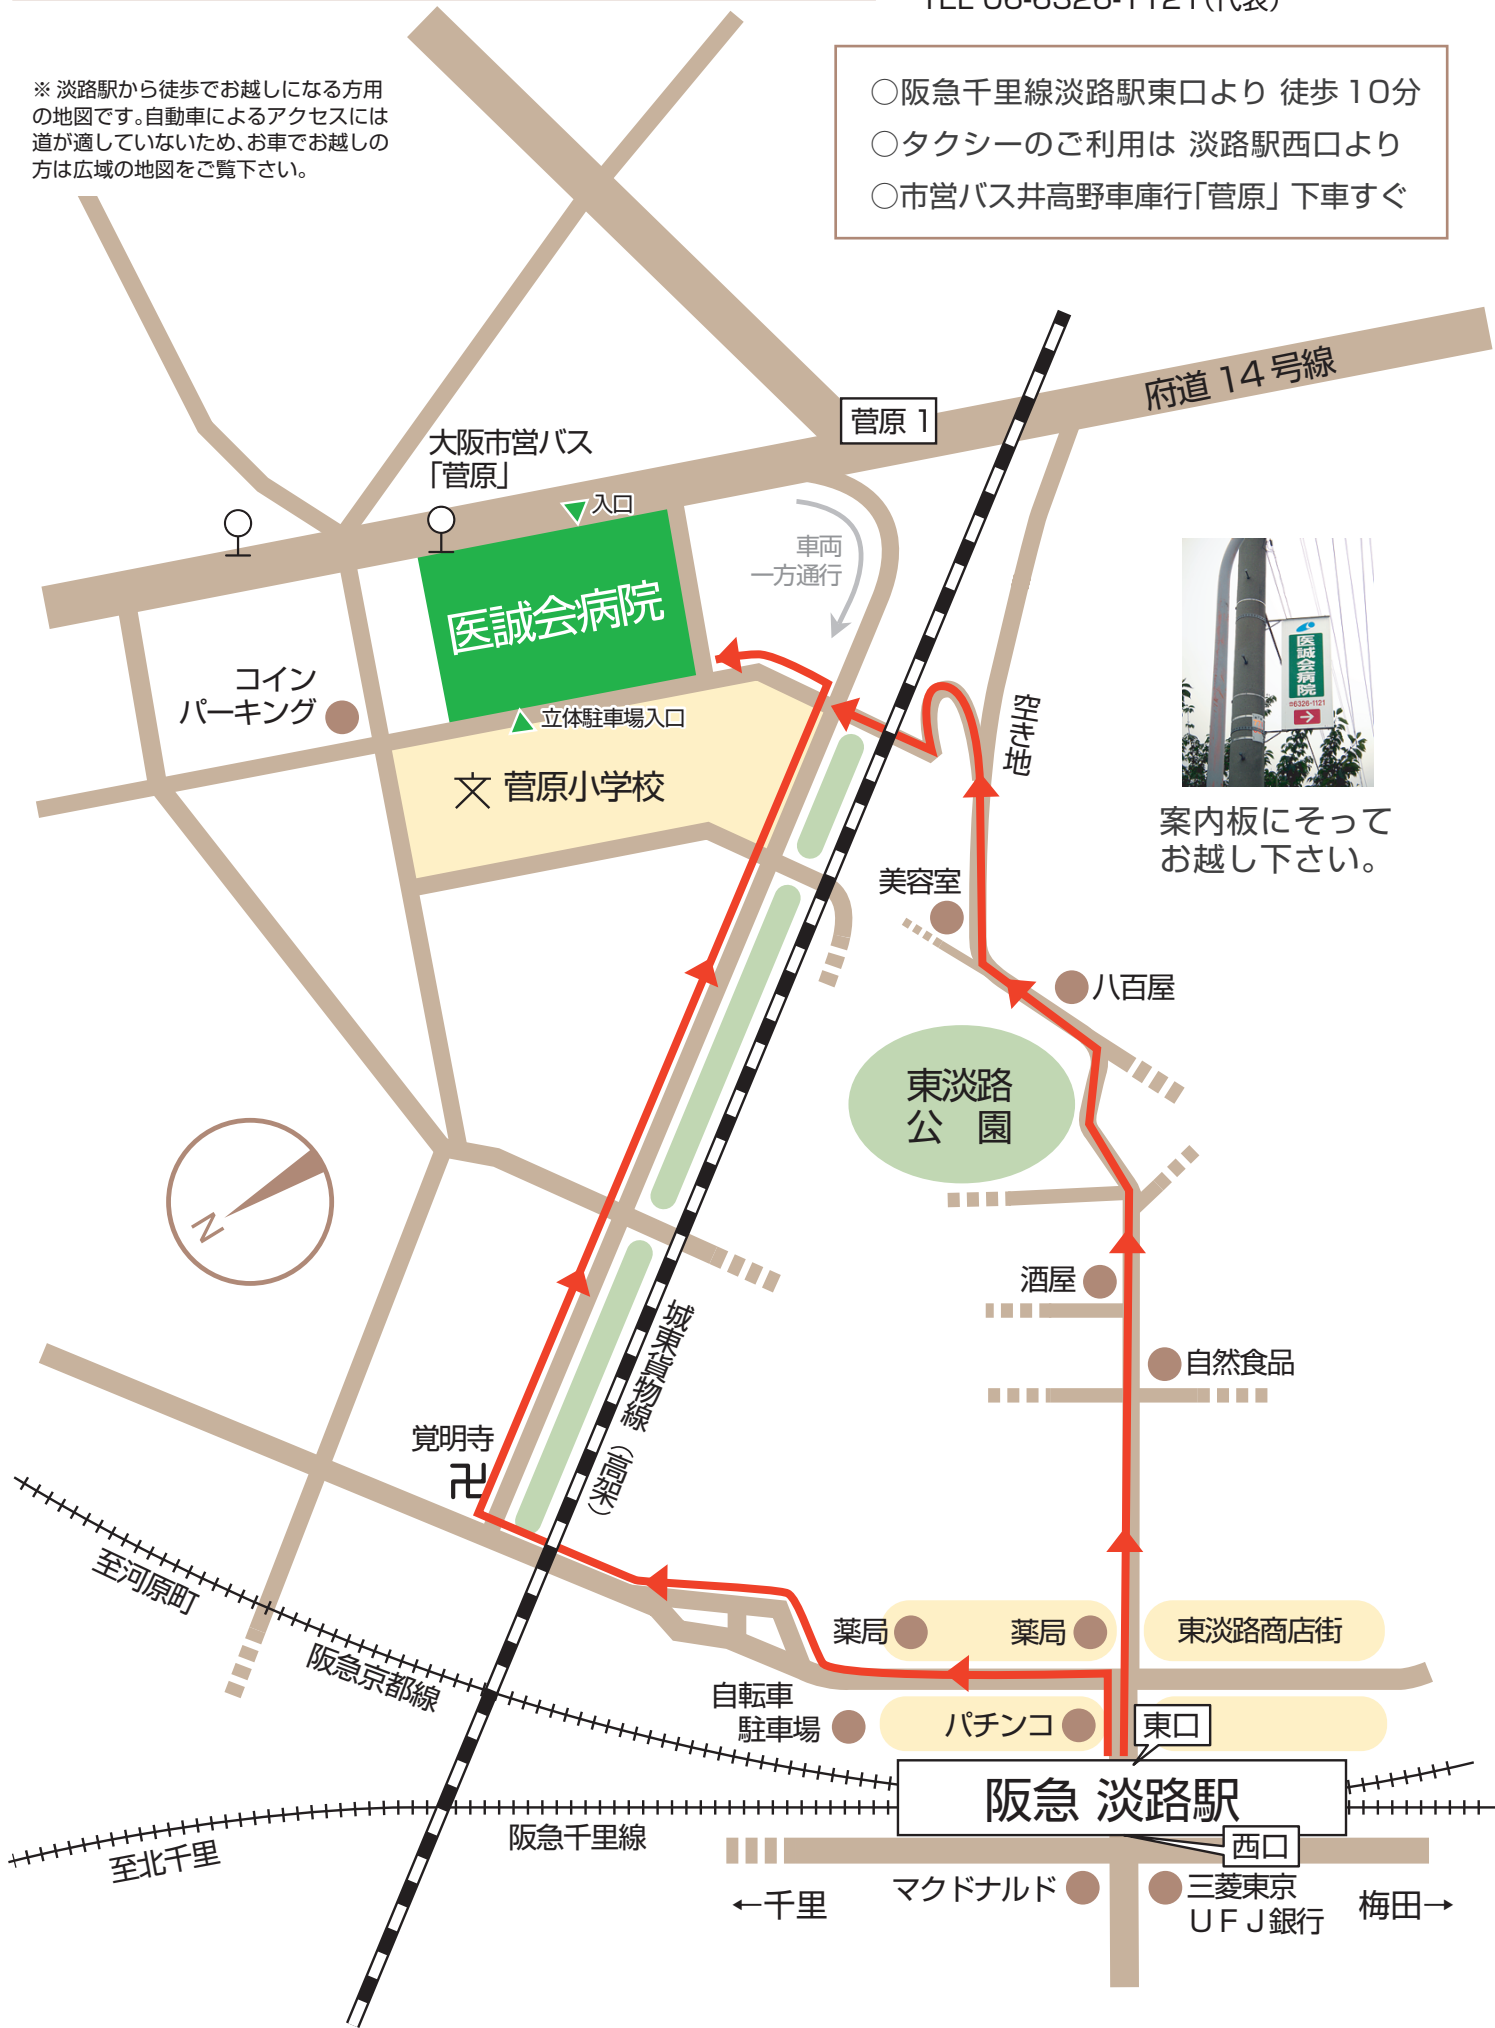 TEL 06-6326-1121(代表)
※ 淡路駅から徒歩でお越しになる方用
の地図です。自動車によるアクセスには
道が適していないため、お車でお越しの
方は広域の地図をご覧下さい。
○阪急千里線淡路駅東口より 徒歩10分
○タクシーのご利用は 淡路駅西口より
○市営バス井高野車庫行「菅原」下車すぐ
府道14号線
菅原 1
大阪市営バス
「菅原」
入口
車両
一方通行
医誠会病院
コイン
パーキング
立体駐車場入口
空き地
菅原小学校
医誠会病院
☎6326-1121
案内板にそって
お越し下さい。
美容室
八百屋
東淡路
公 園
N
酒屋
城東貨物線(高架)
自然食品
覚明寺
卍
至河原町
阪急京都線
薬局
薬局
東淡路商店街
自転車
駐車場
パチンコ
東口
阪急 淡路駅
阪急千里線
至北千里
西口
マクドナルド
三菱東京
UFJ銀行
←千里
梅田→